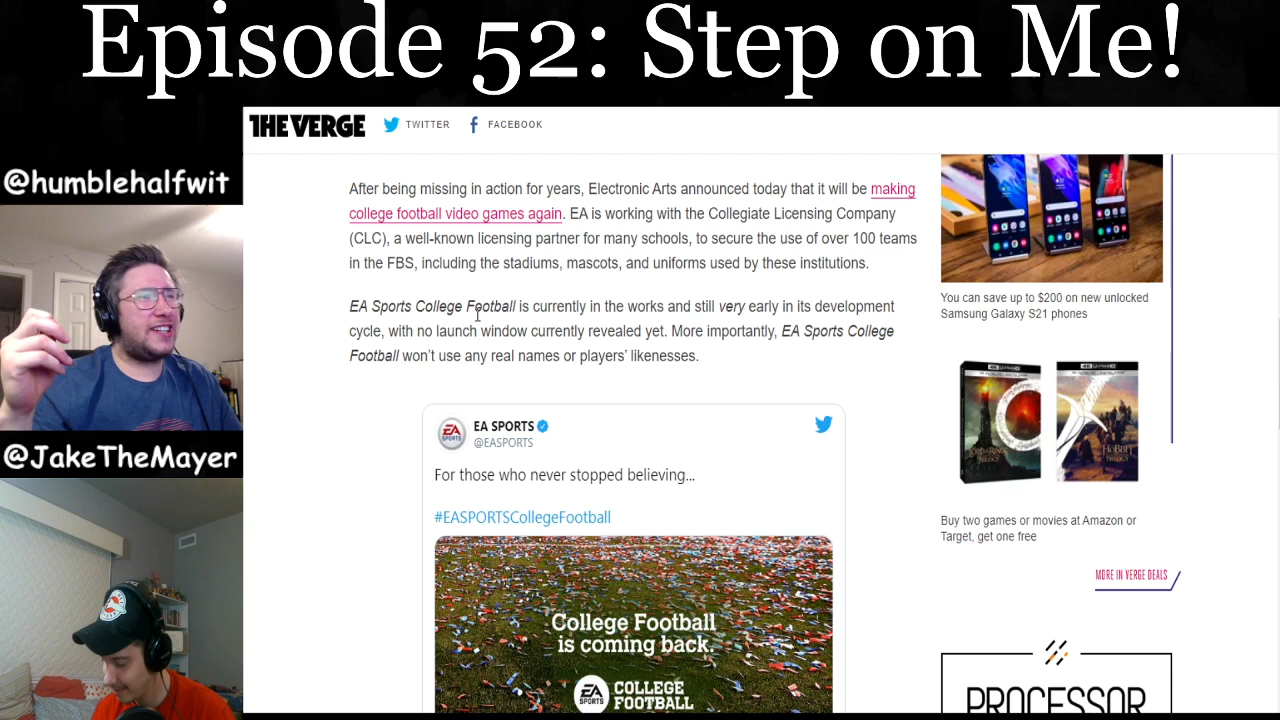 Episode 52: Step on Me!
@humblehalfwit
@JakeTheMayer
THE VERGE TWITTER FACEBOOK
After being missing in action for years, Electronic Arts announced today that it will be making
college football video games again. EA is working with the Collegiate Licensing Company
(CLC), a well-known licensing partner for many schools, to secure the use of over 100 teams
in the FBS, including the stadiums, mascots, and uniforms used by these institutions.
EA Sports College Football is currently in the works and still very early in its development
cycle, with no launch window currently revealed yet. More importantly, EA Sports College
Football won't use any real names or players' likenesses.
EA SPORTS
@EASPORTS
For those who never stopped believing...
#EASPORTSCollegeFootball
College Football
is coming back.
EA
SPORTS
COLLEGE
FOOTBALL
You can save up to $200 on new unlocked
Samsung Galaxy S21 phones
Buy two games or movies at Amazon or
Target, get one free
MORE IN VERGE DEALS
PROCESSOR